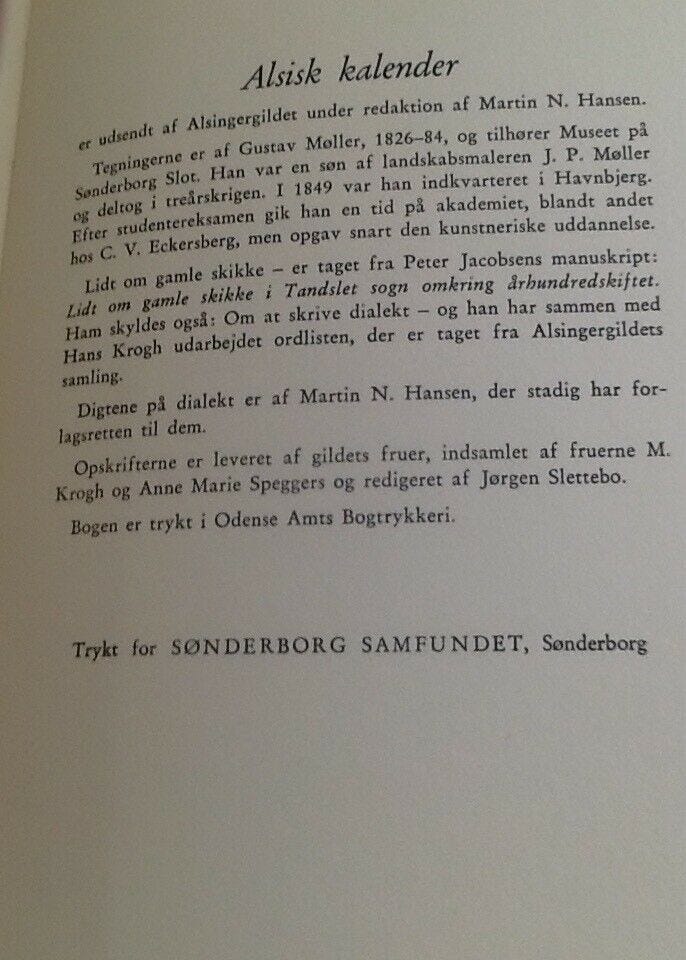 Alsisk kalender
er udsendt af Alsingergildet under redaktion af Martin N. Hansen.
Tegningerne er af Gustav Møller, 1826–84, og tilhører Museet på
Sønderborg Slot. Han var en søn af landskabsmaleren J. P. Møller
og deltog i treårskrigen. I 1849 var han indkvarteret i Havnbjerg.
Efter studentereksamen gik han en tid på akademiet, blandt andet
hos C. V. Eckersberg, men opgav snart den kunstneriske uddannelse.
Lidt om gamle skikke – er taget fra Peter Jacobsens manuskript:
Lidt om gamle skikke i Tandslet sogn omkring århundredskiftet.
Ham skyldes også: Om at skrive dialekt – og han har sammen med
Hans Krogh udarbejdet ordlisten, der er taget fra Alsingergildets
samling.
Digtene på dialekt er af Martin N. Hansen, der stadig har for-
lagsretten til dem.
Opskrifterne er leveret af gildets fruer, indsamlet af fruerne M.
Krogh og Anne Marie Speggers og redigeret af Jørgen Slettebo.
Bogen er trykt i Odense Amts Bogtrykkeri.
Trykt for SØNDERBORG SAMFUNDET, Sønderborg